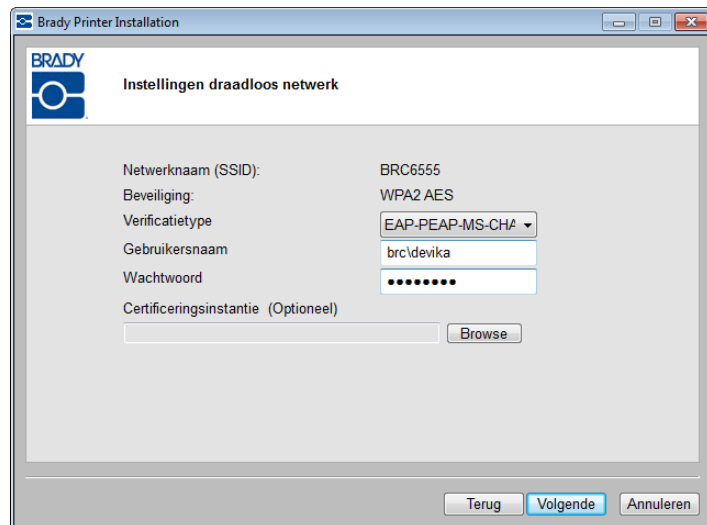 Brady Printer Installation
BRADY
Instellingen draadloos netwerk
Netwerknaam (SSID): BRC6555
Beveiliging: WPA2 AES
Verificatietype EAP-PEAP-MS-CHA
Gebruikersnaam brc\devika
Wachtwoord ••••••••
Certificeringsinstantie (Optioneel)
Browse
Terug Volgende Annuleren